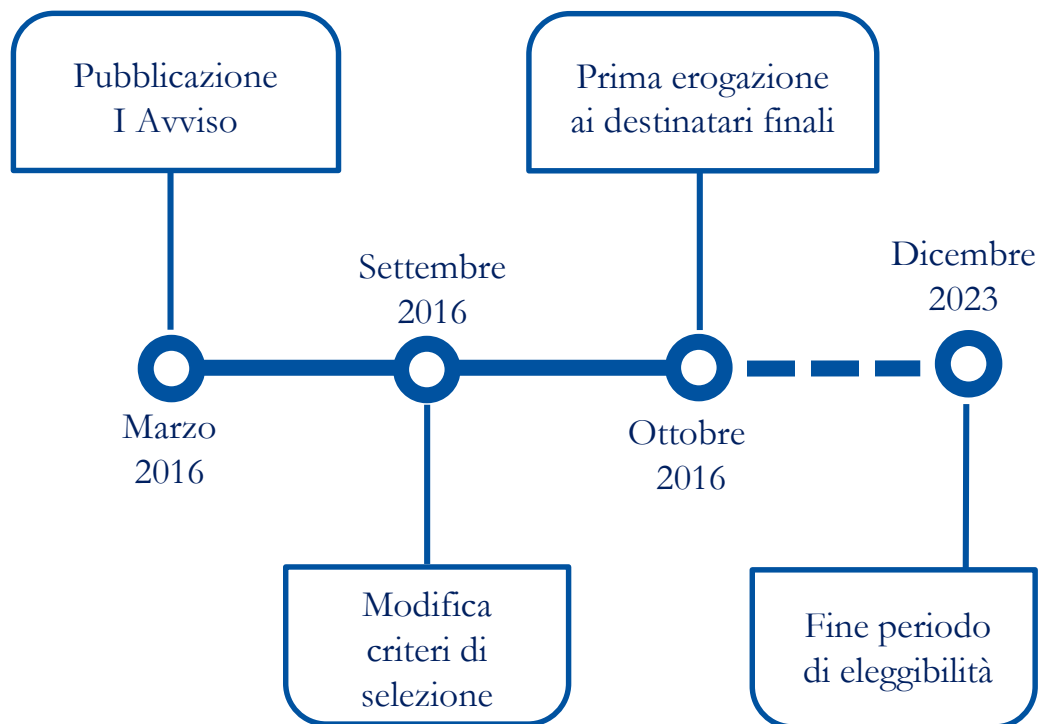 Pubblicazione
I Avviso
Prima erogazione
ai destinatari finali
Settembre
2016
Dicembre
2023
Marzo
2016
Ottobre
2016
Modifica
criteri di
selezione
Fine periodo
di eleggibilità